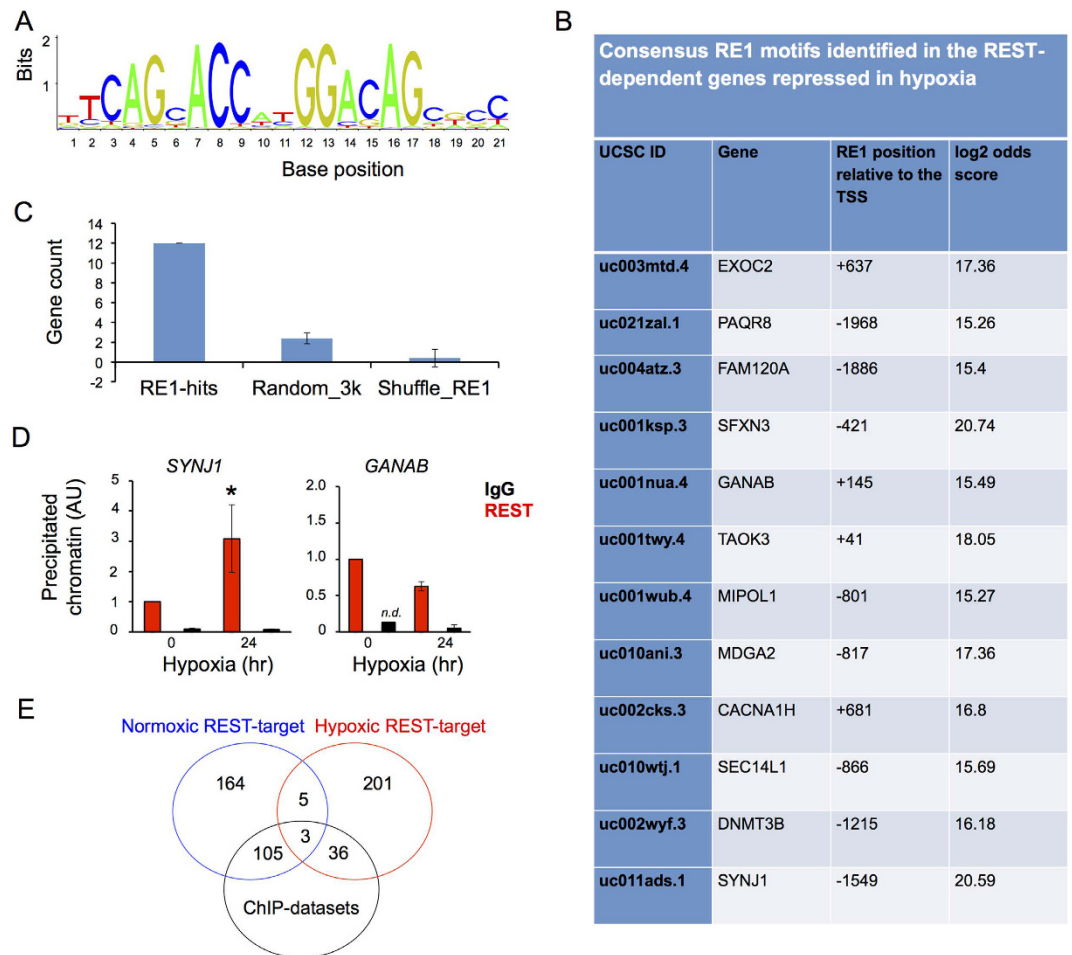 A
Bits
2
1
T T C A G C A C C A T G G A C A G C G C C
1 2 3 4 5 6 7 8 9 10 11 12 13 14 15 16 17 18 19 20 21
Base position
B
Consensus RE1 motifs identified in the REST-
dependent genes repressed in hypoxia
UCSC ID Gene RE1 position relative to the TSS log2 odds score
uc003mtd.4 EXOC2 +637 17.36
uc021zal.1 PAQR8 -1968 15.26
uc004atz.3 FAM120A -1886 15.4
uc001ksp.3 SFXN3 -421 20.74
uc001nua.4 GANAB +145 15.49
uc001twy.4 TAOK3 +41 18.05
uc001wub.4 MIPOL1 -801 15.27
uc010ani.3 MDGA2 -817 17.36
uc002cks.3 CACNA1H +681 16.8
uc010wtj.1 SEC14L1 -866 15.69
uc002wyf.3 DNMT3B -1215 16.18
uc011ads.1 SYNJ1 -1549 20.59
C
Gene count
14
12
10
8
6
4
2
0
-2
RE1-hits Random_3k Shuffle_RE1
D
Precipitated
chromatin (AU)
SYNJ1
5
4
3
2
1
0
*
0 24
Hypoxia (hr)
GANAB
2.0
1.5
1.0
0.5
0
n.d.
0 24
Hypoxia (hr)
IgG
REST
E
Normoxic REST-target Hypoxic REST-target
164 5 201
3
105 36
ChIP-datasets